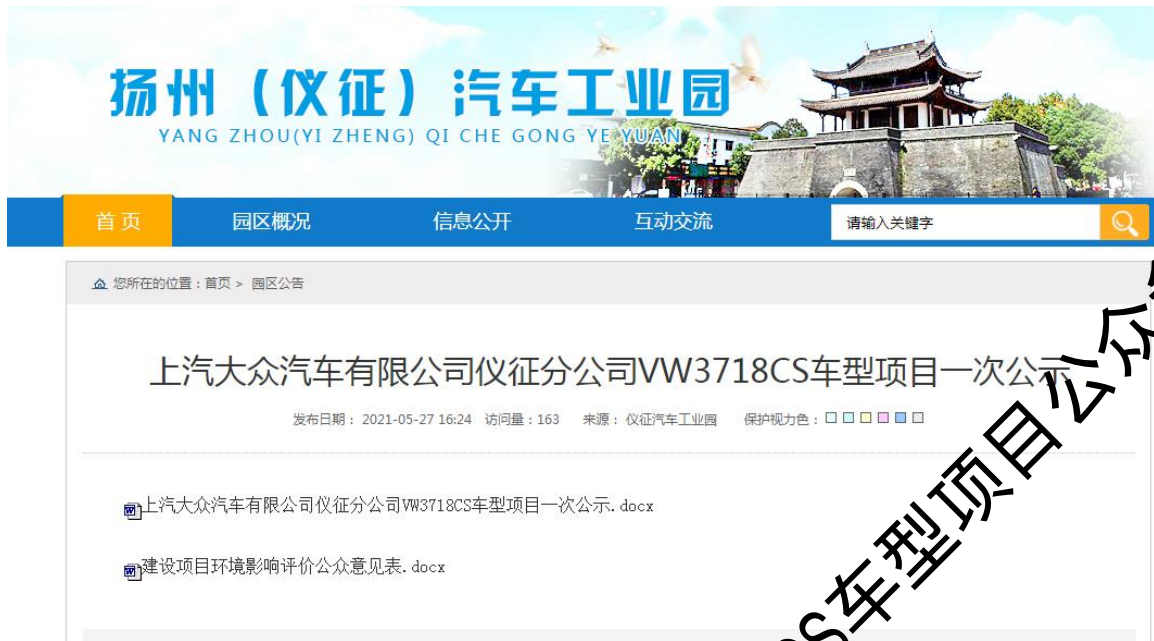 扬州（仪征）汽车工业园
YANG ZHOU(YI ZHENG) QI CHE GONG YE YUAN
首 页 园区概况 信息公开 互动交流 请输入关键字
您所在的位置：首页 > 园区公告
上汽大众汽车有限公司仪征分公司VW3718CS车型项目一次公示
发布日期： 2021-05-27 16:24 访问量：163 来源： 仪征汽车工业园 保护视力色：
上汽大众汽车有限公司仪征分公司VW3718CS车型项目一次公示.docx
建设项目环境影响评价公众意见表.docx
CS车型项目公众